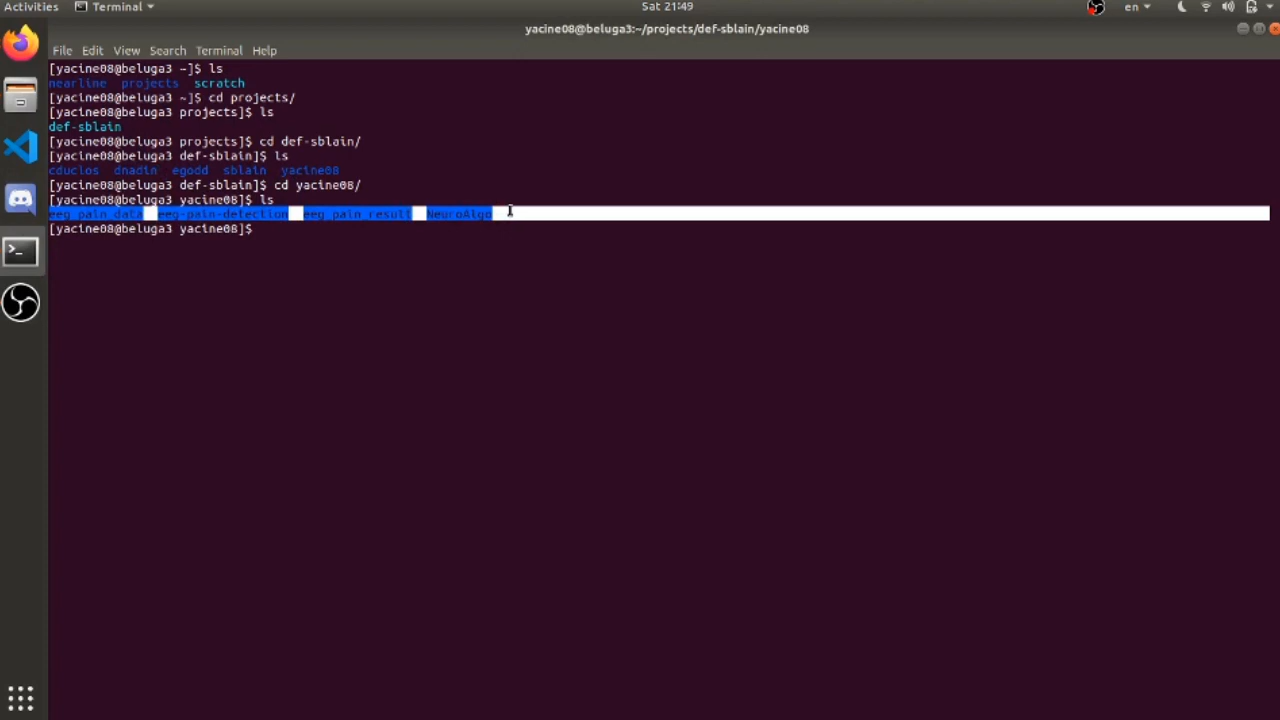 Activities Terminal Sat 21:49 en
yacine08@beluga3:~/projects/def-sblain/yacine08
File Edit View Search Terminal Help
[yacine08@beluga3 ~]$ ls
nearline projects scratch
[yacine08@beluga3 ~]$ cd projects/
[yacine08@beluga3 projects]$ ls
def-sblain
[yacine08@beluga3 projects]$ cd def-sblain/
[yacine08@beluga3 def-sblain]$ ls
cduclos dnadin egodd sblain yacine08
[yacine08@beluga3 def-sblain]$ cd yacine08/
[yacine08@beluga3 yacine08]$ ls
eeg_pain_data eeg-pain-detection eeg_pain_result NeuroAlgo
[yacine08@beluga3 yacine08]$